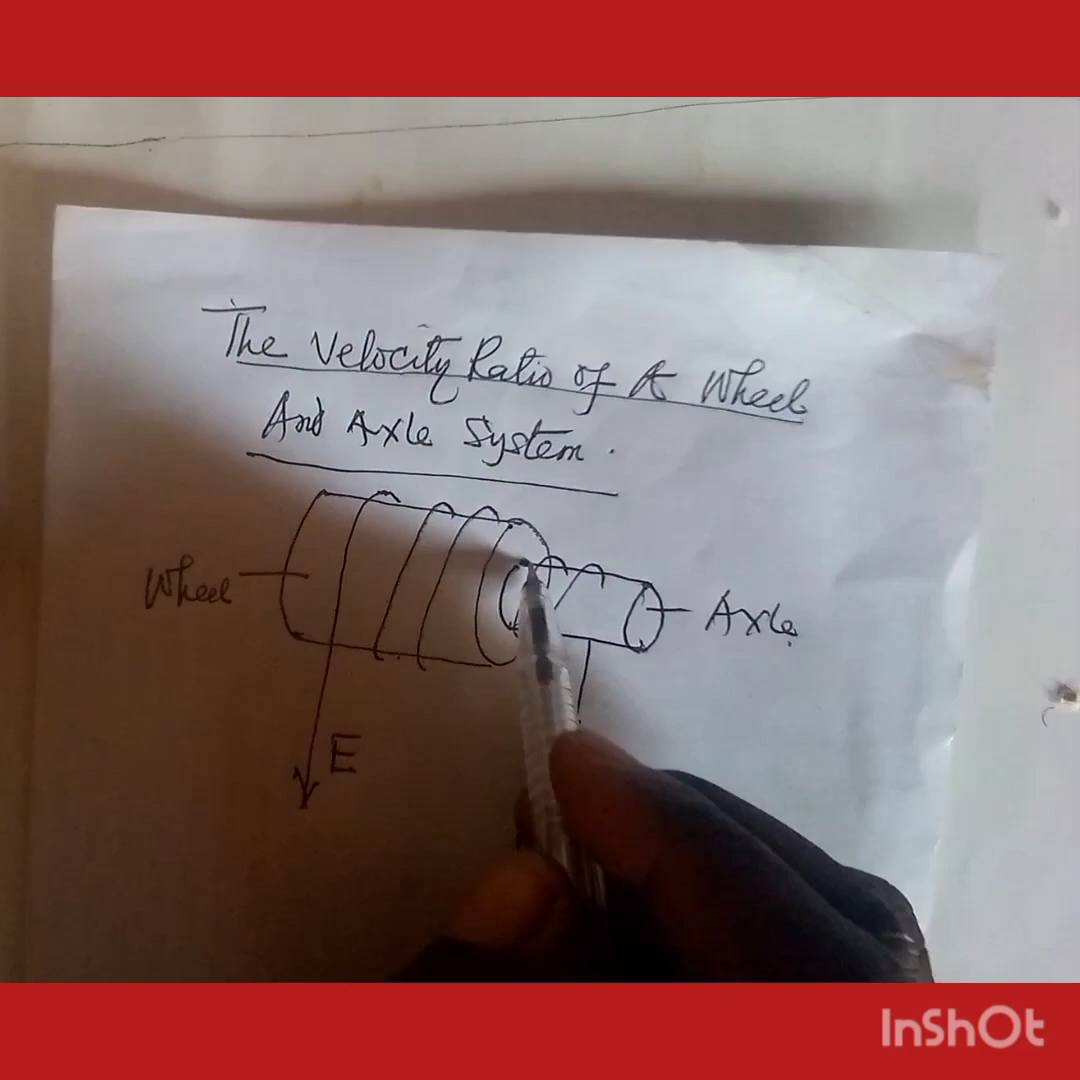 The Velocity Ratio of A Wheel
And Axle System.
Wheel
Axle
E
InShOt